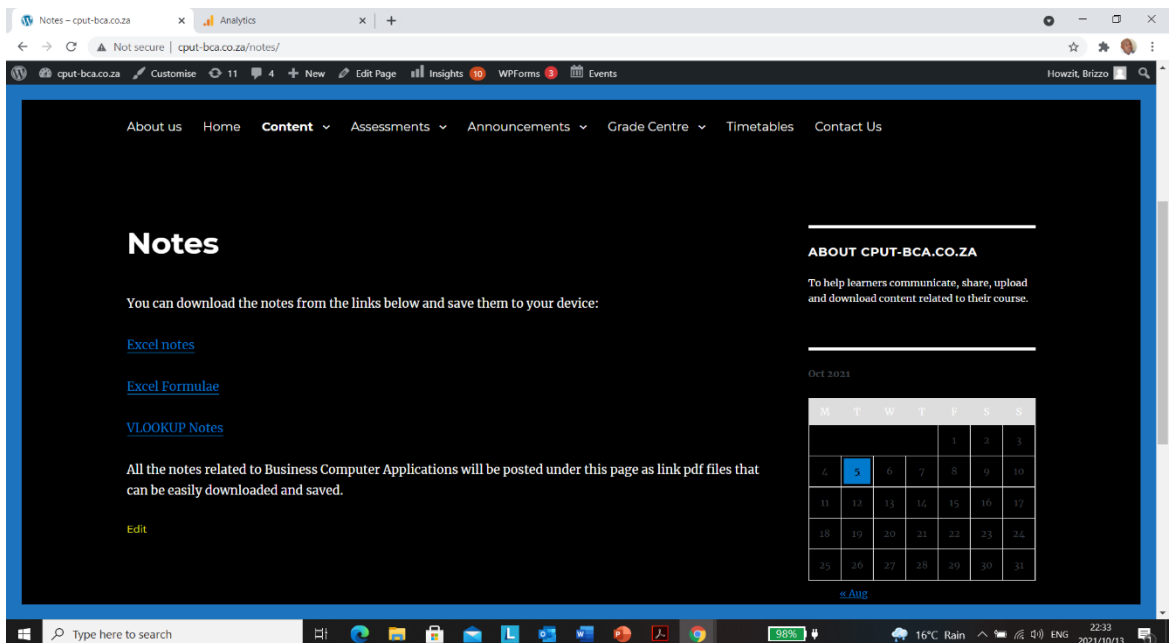 Notes – cput-bca.co.za
Analytics
Not secure | cput-bca.co.za/notes/
cput-bca.co.za Customise 11 4 New Edit Page Insights 10 WPForms 3 Events Howzit, Brizzo
About us Home Content Assessments Announcements Grade Centre Timetables Contact Us
Notes
You can download the notes from the links below and save them to your device:
Excel notes
Excel Formulae
VLOOKUP Notes
All the notes related to Business Computer Applications will be posted under this page as link pdf files that
can be easily downloaded and saved.
Edit
ABOUT CPUT-BCA.CO.ZA
To help learners communicate, share, upload
and download content related to their course.
Oct 2021
M T W T F S S
1 2 3
4 5 6 7 8 9 10
11 12 13 14 15 16 17
18 19 20 21 22 23 24
25 26 27 28 29 30 31
« Aug
Type here to search
98%
16°C Rain
ENG
22:33
2021/10/13